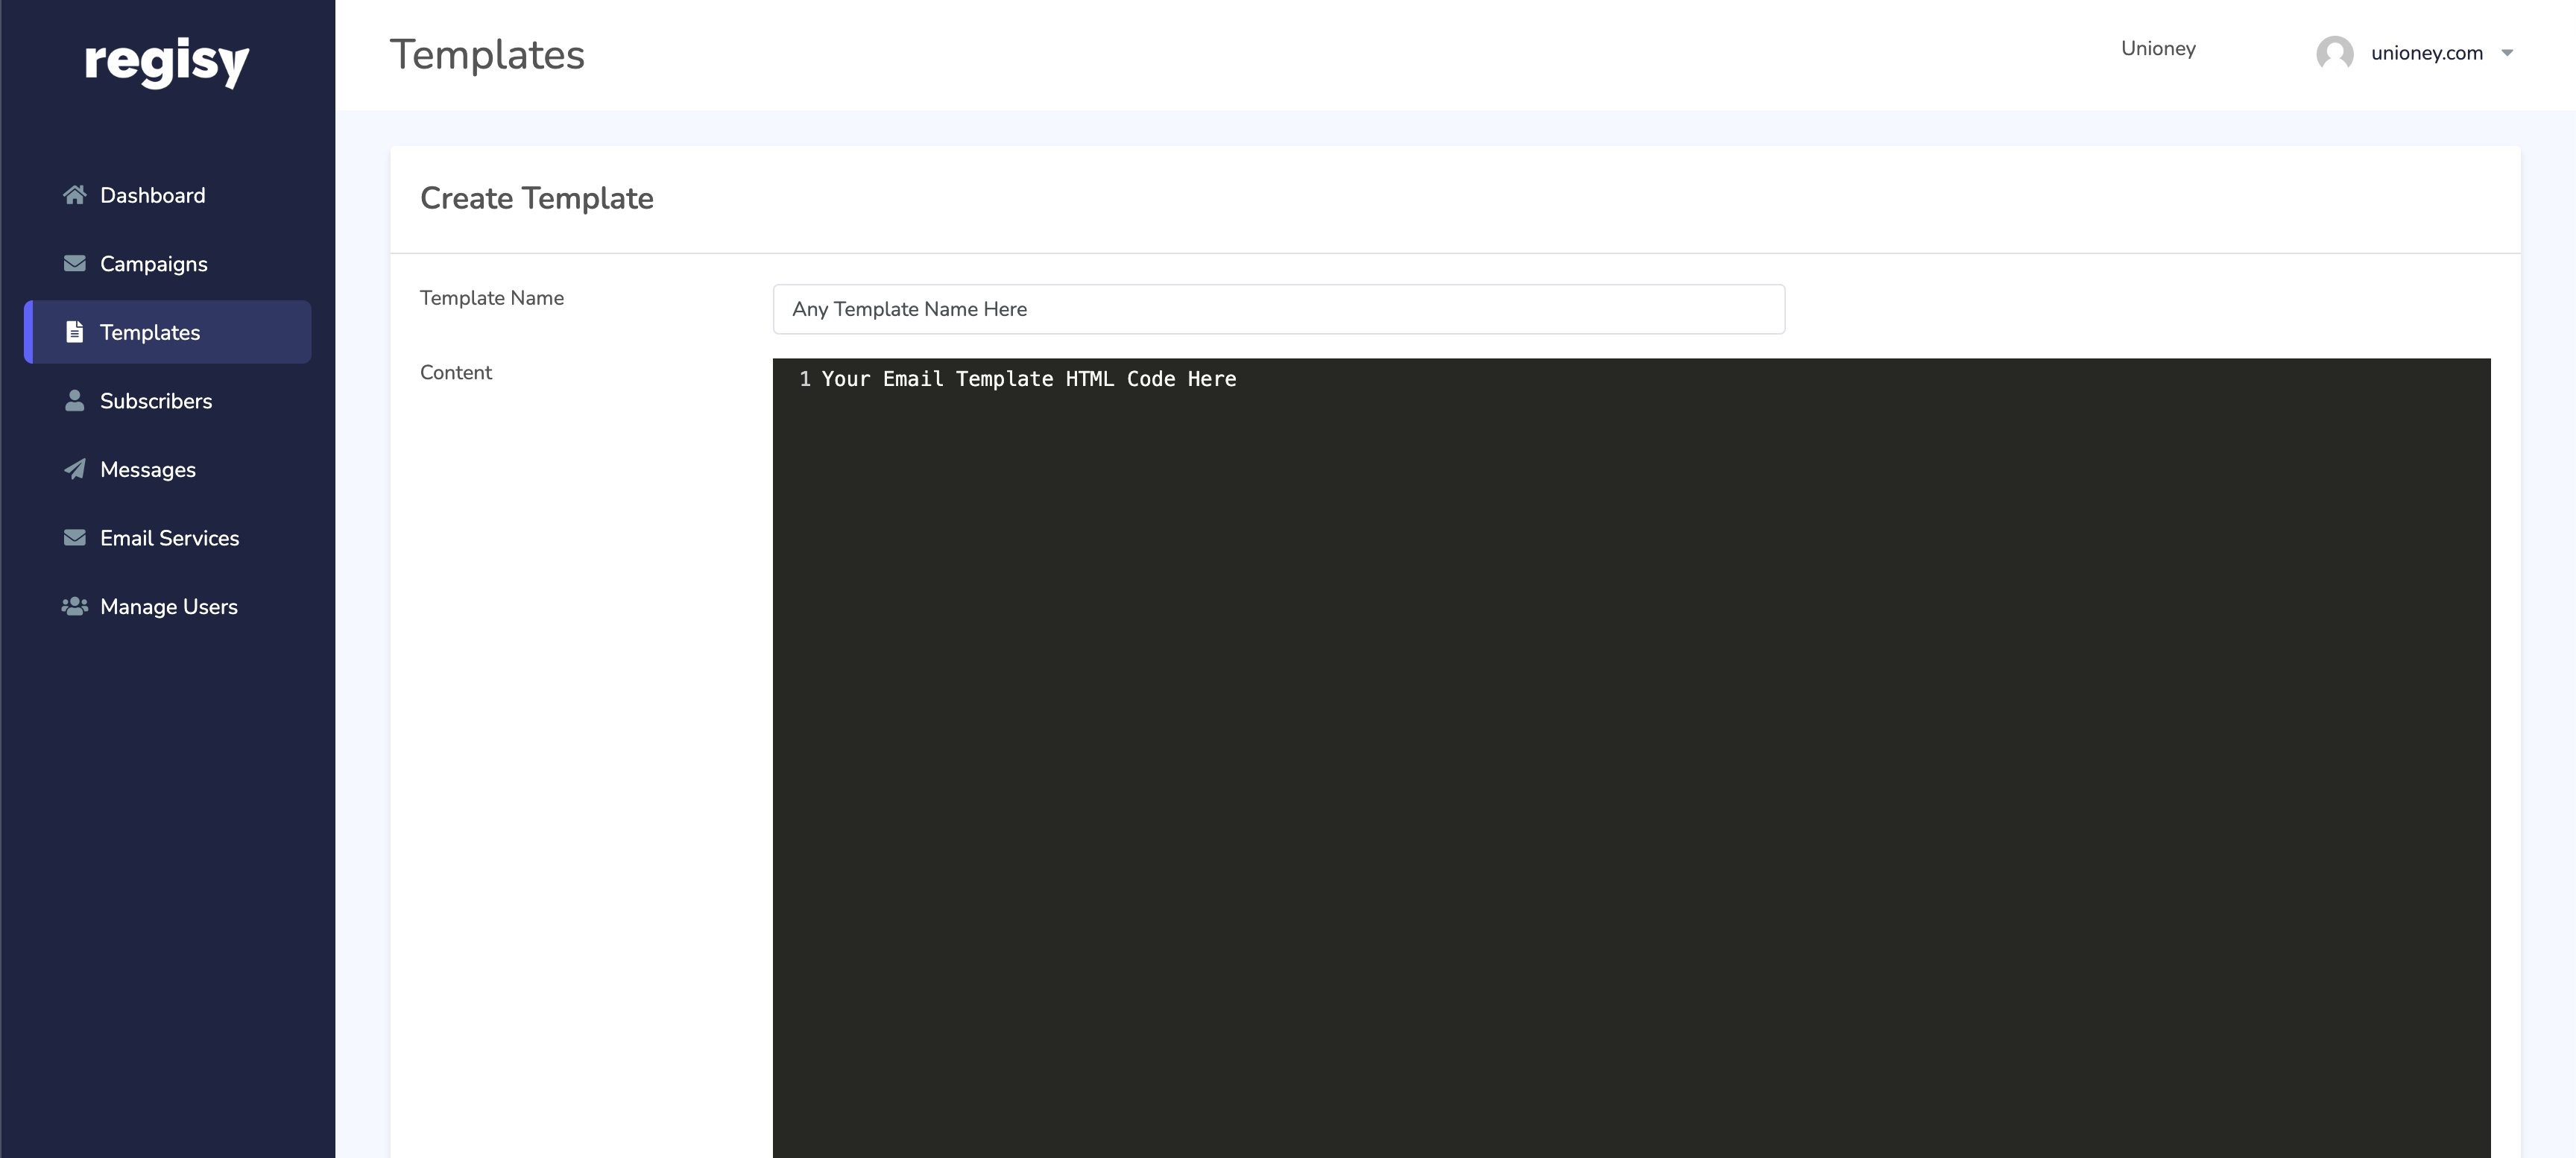 regisy
Dashboard
Campaigns
Templates
Subscribers
Messages
Email Services
Manage Users
Templates
Unioney
unioney.com
Create Template
Template Name
Any Template Name Here
Content
1 Your Email Template HTML Code Here